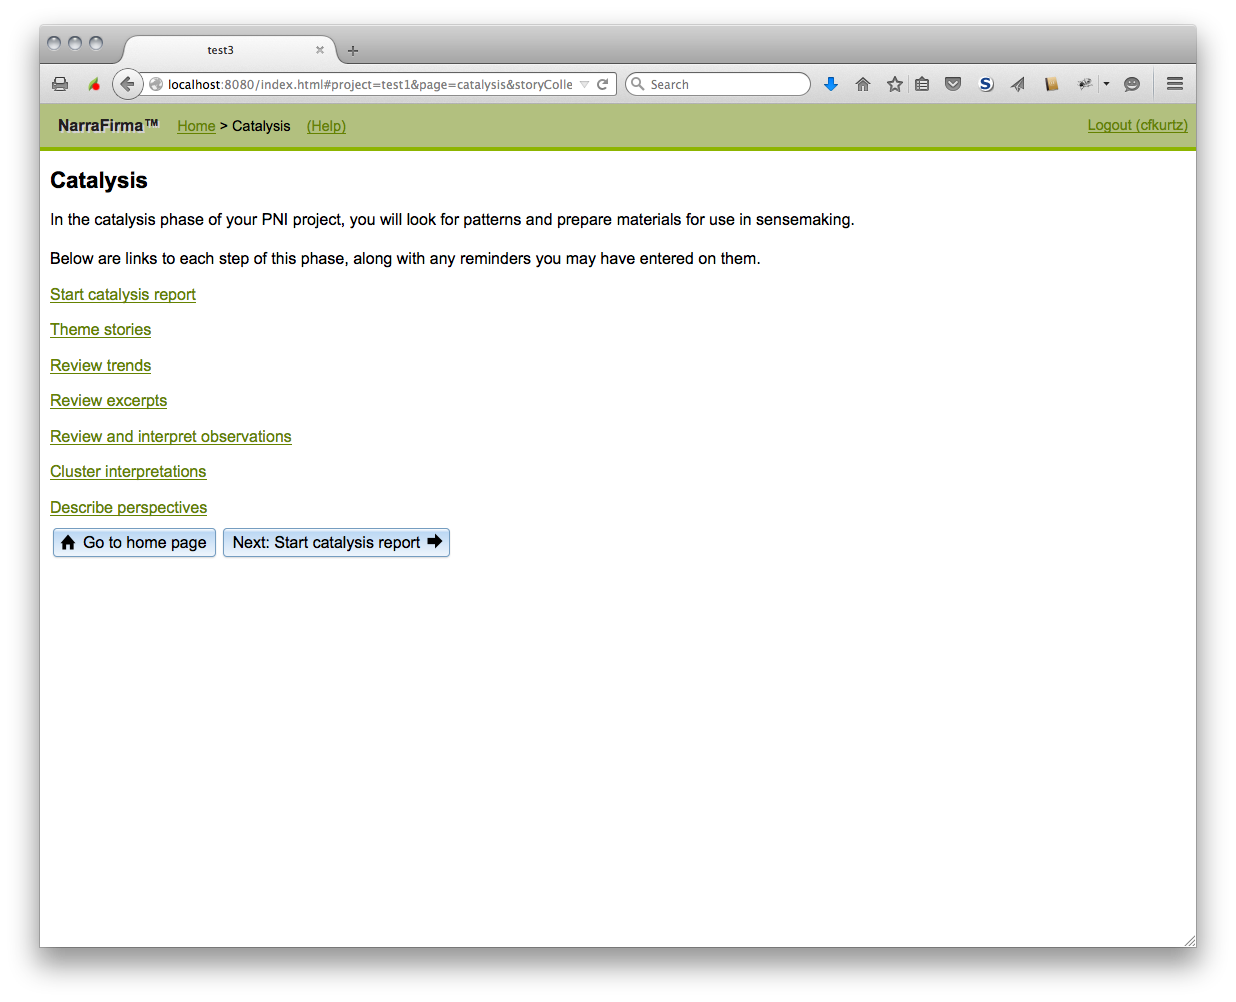 test3
localhost:8080/index.html#project=test1&page=catalysis&storyColle
Search
NarraFirma™ Home > Catalysis (Help) Logout (cfkurtz)
Catalysis
In the catalysis phase of your PNI project, you will look for patterns and prepare materials for use in sensemaking.
Below are links to each step of this phase, along with any reminders you may have entered on them.
Start catalysis report
Theme stories
Review trends
Review excerpts
Review and interpret observations
Cluster interpretations
Describe perspectives
Go to home page Next: Start catalysis report